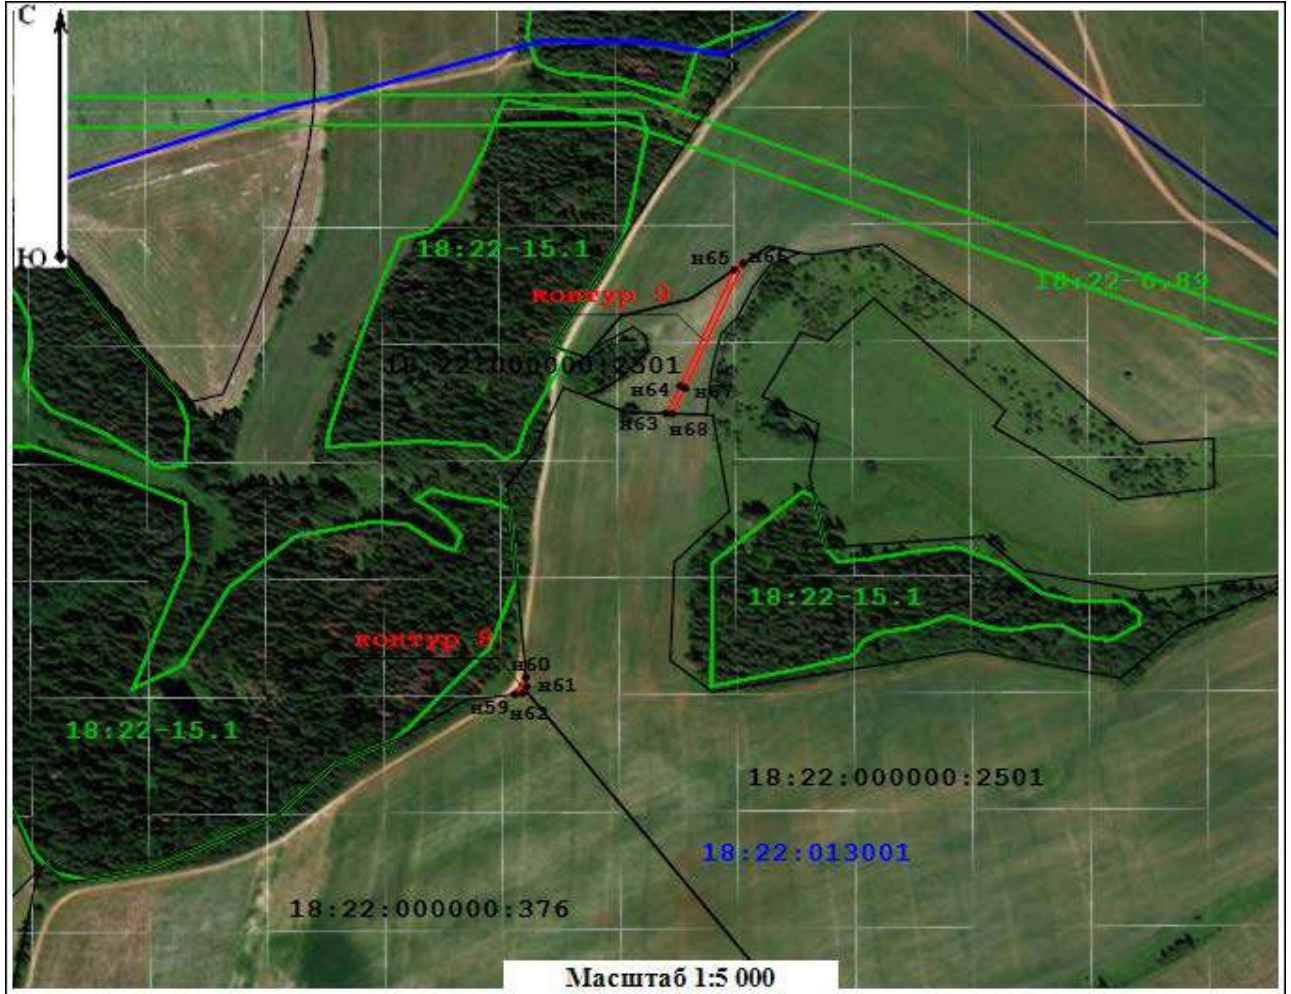 С
18:22-15.1
н65 н66
Ю
18:22-6.89
контур 9
18:22:000000:2501
н64 н67
н63 н68
18:22-15.1
контур 8
н60
н61
н59
н62
18:22-15.1
18:22:000000:2501
18:22:013001
18:22:000000:376
Масштаб 1:5 000